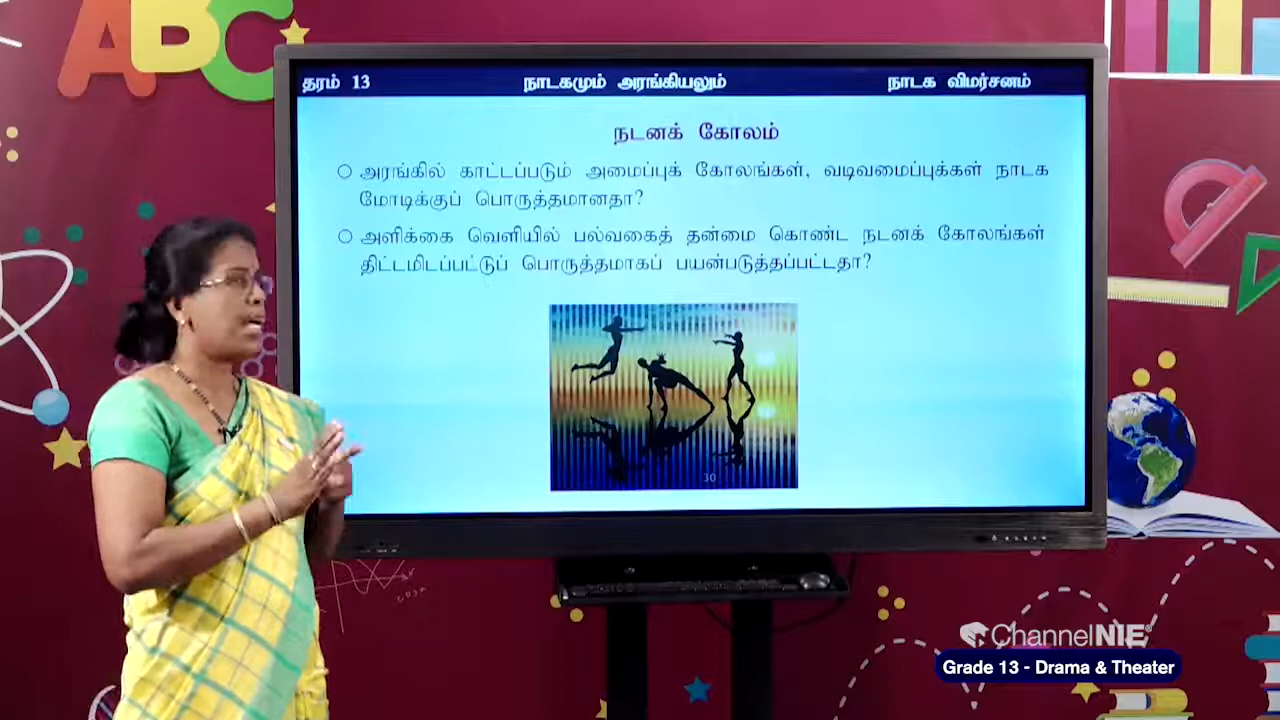 ABC
தரம் 13 நாடகமும் அரங்கியலும் நாடக விமர்சனம்
நடனக் கோலம்
அரங்கில் காட்டப்படும் அமைப்புக் கோலங்கள், வடிவமைப்புக்கள் நாடக
மோடிக்குப் பொருத்தமானதா?
அளிக்கை வெளியில் பல்வகைத் தன்மை கொண்ட நடனக் கோலங்கள்
திட்டமிடப்பட்டுப் பொருத்தமாகப் பயன்படுத்தப்பட்டதா?
30
ChannelNIE
Grade 13 - Drama & Theater